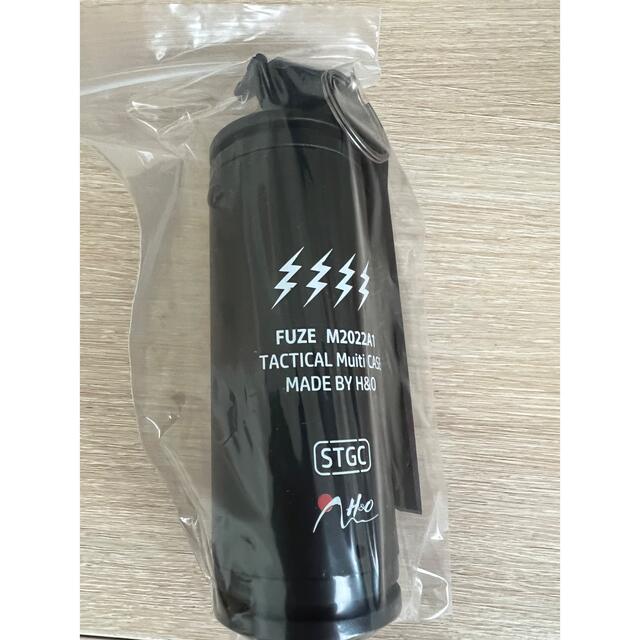 FUZE M2022A1
TACTICAL Muiti CASE
MADE BY H&O
STGC
H&O